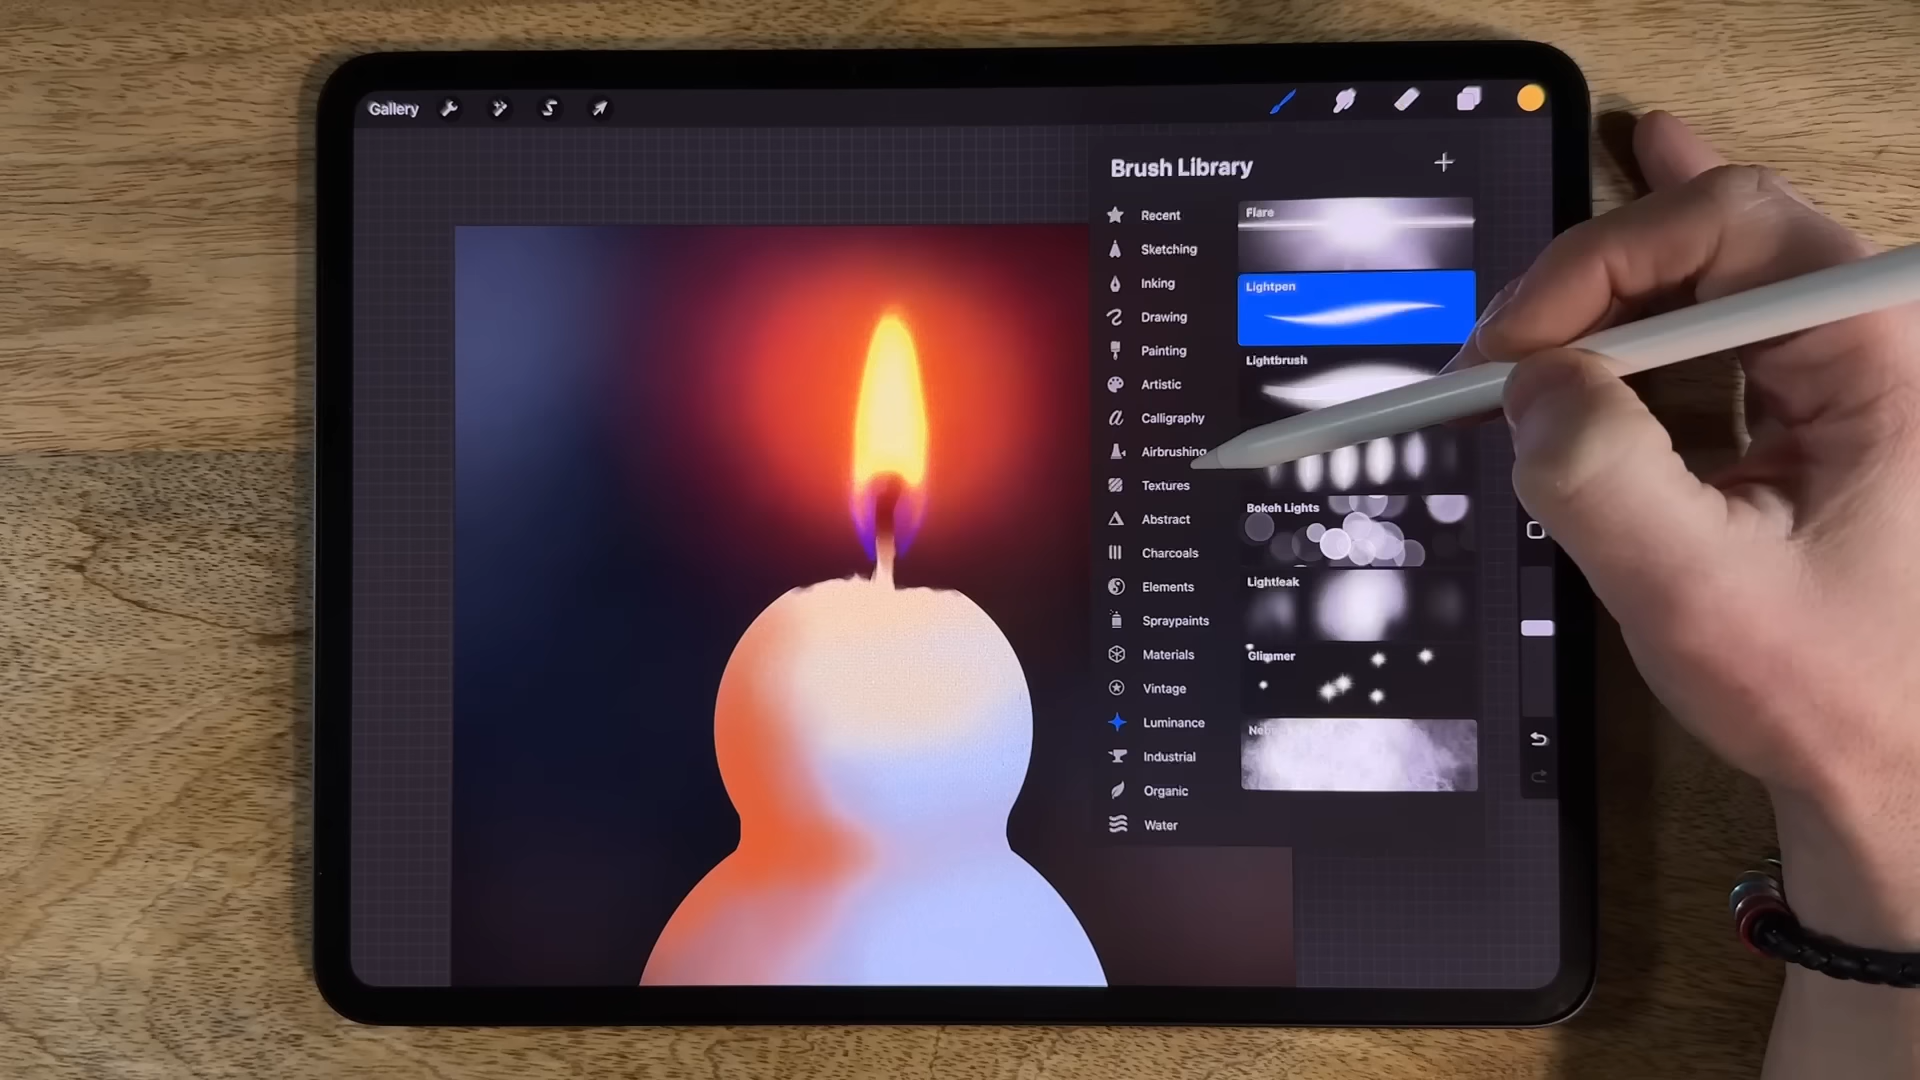 Gallery
Brush Library
Recent
Sketching
Inking
Drawing
Painting
Artistic
Calligraphy
Airbrushing
Textures
Abstract
Charcoals
Elements
Spraypaints
Materials
Vintage
Luminance
Industrial
Organic
Water
Flare
Lightpen
Lightbrush
Bokeh Lights
Lightleak
Glimmer